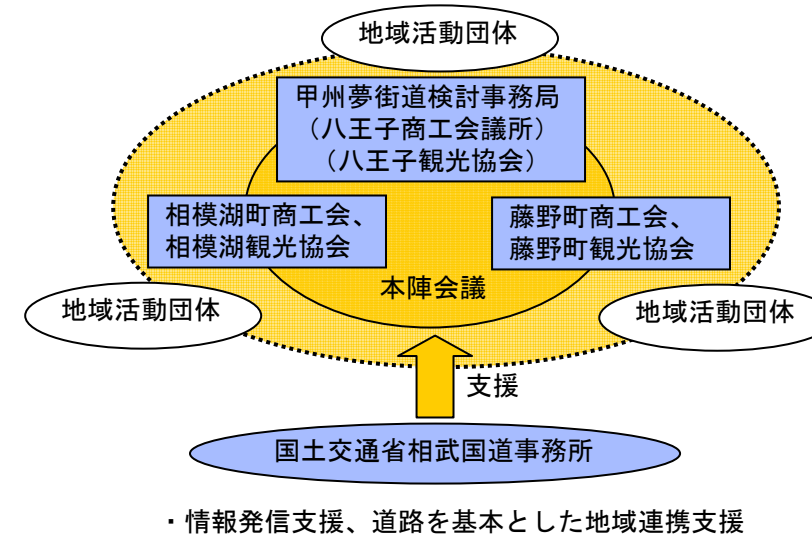 地域活動団体
甲州夢街道検討事務局
（八王子商工会議所）
（八王子観光協会）
相模湖町商工会、
相模湖観光協会
藤野町商工会、
藤野町観光協会
本陣会議
地域活動団体
地域活動団体
支援
国土交通省相武国道事務所
・情報発信支援、道路を基本とした地域連携支援